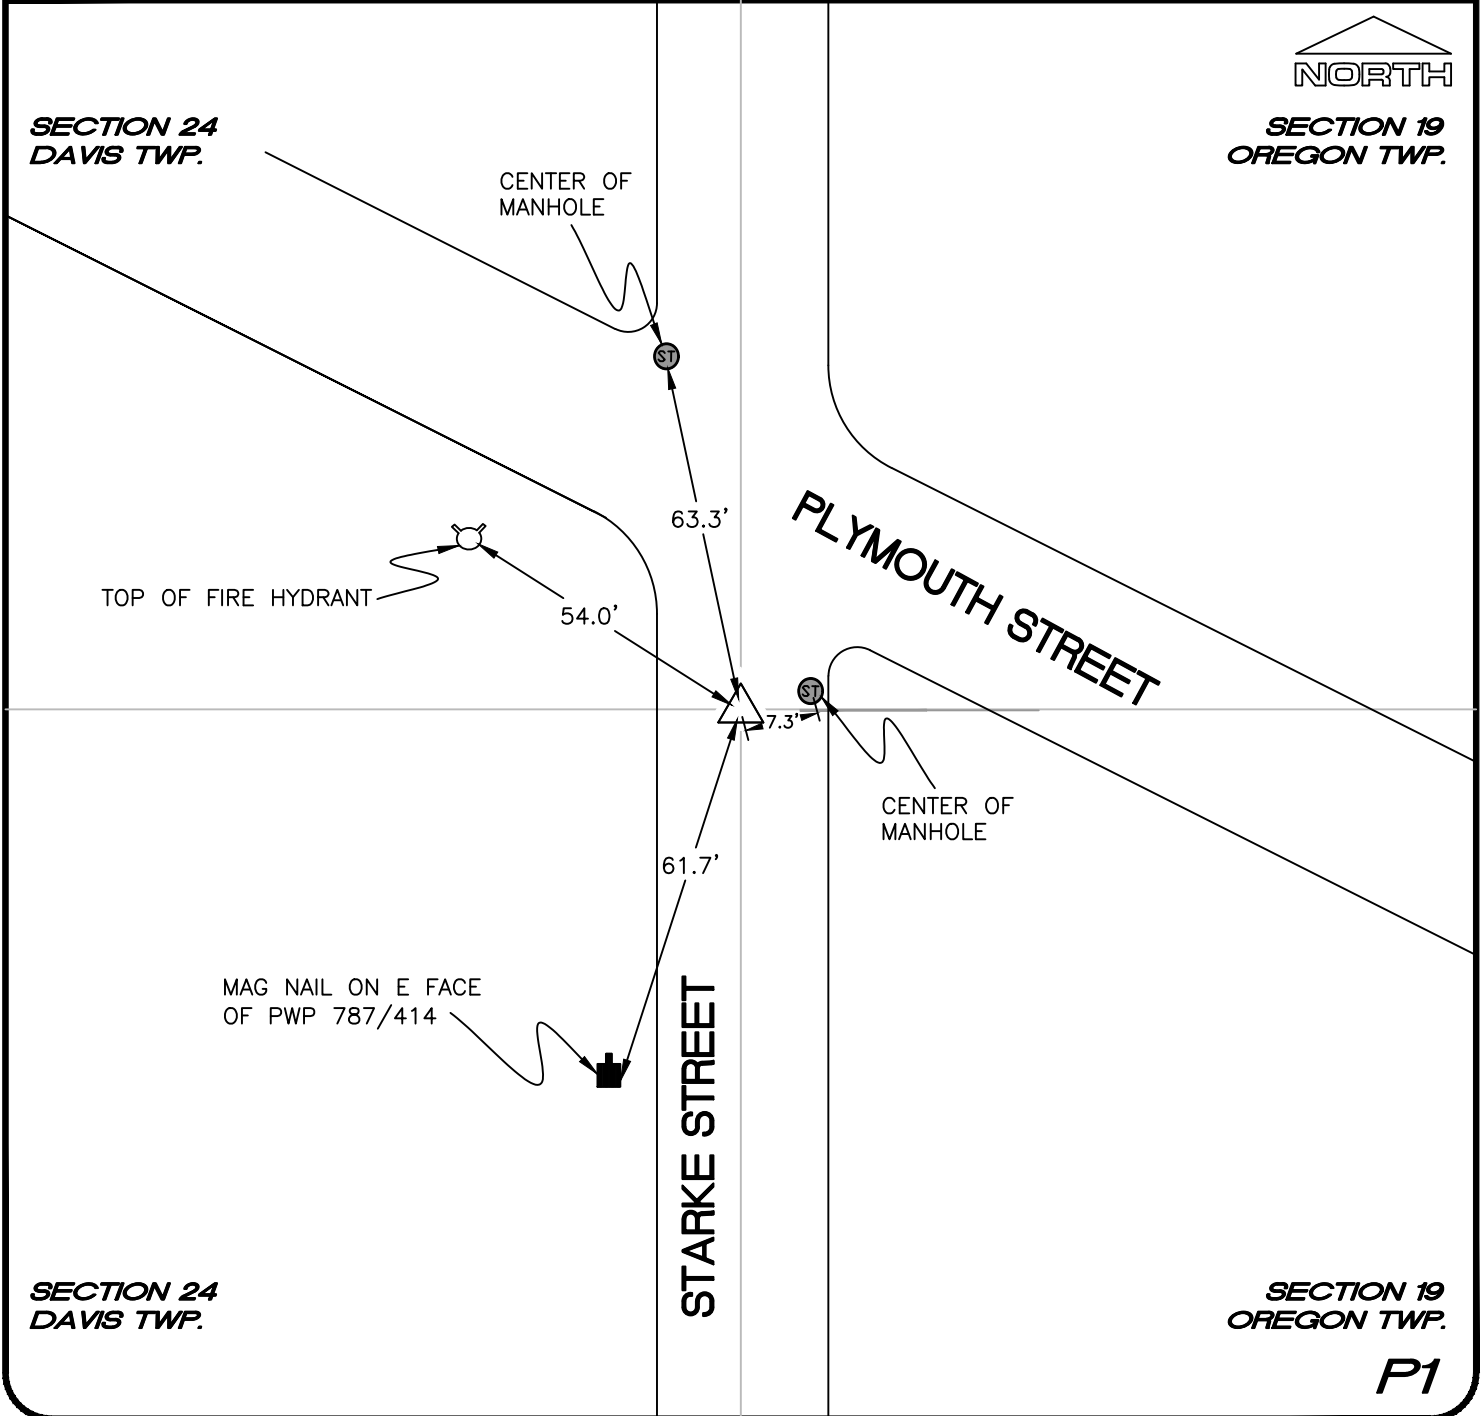 NORTH
SECTION 24
DAVIS TWP.
SECTION 19
OREGON TWP.
CENTER OF
MANHOLE
ST
63.3'
PLYMOUTH STREET
TOP OF FIRE HYDRANT
54.0'
ST
7.3'
CENTER OF
MANHOLE
61.7'
MAG NAIL ON E FACE
OF PWP 787/414
STARKE STREET
SECTION 24
DAVIS TWP.
SECTION 19
OREGON TWP.
P1